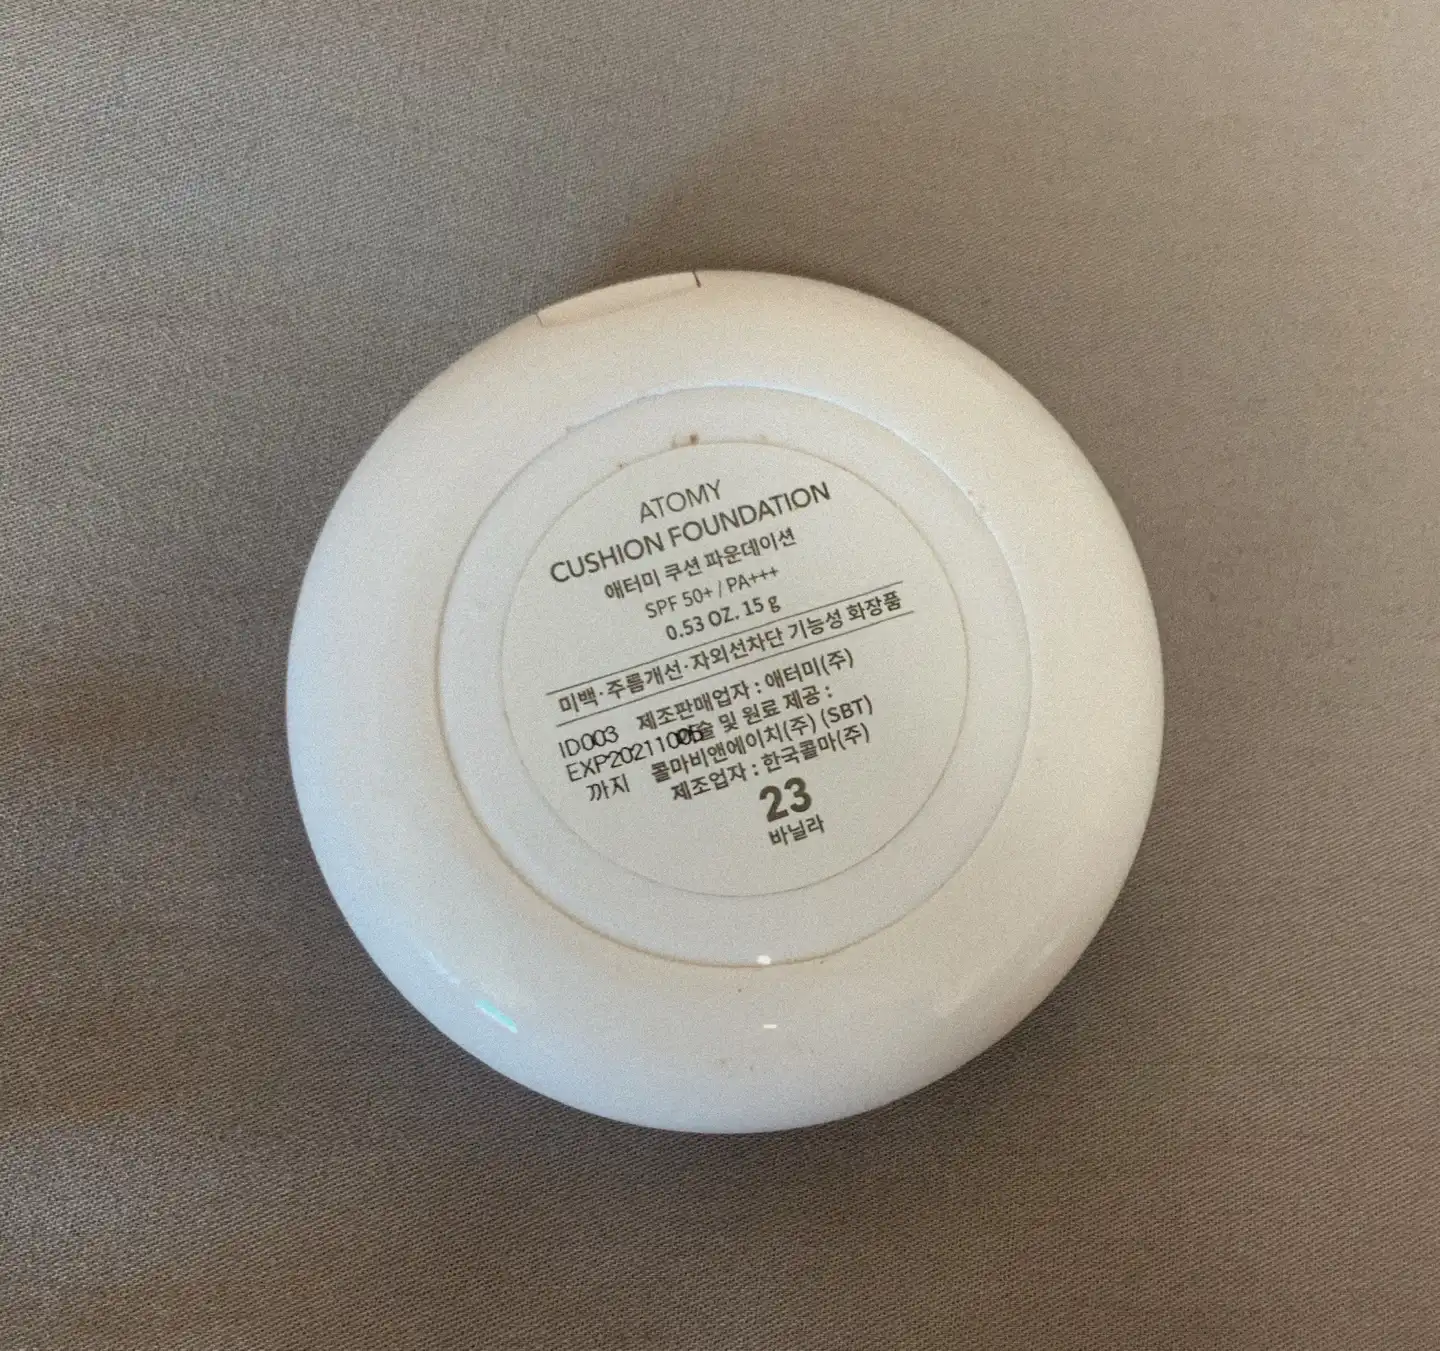 ATOMY
CUSHION FOUNDATION
애터미 쿠션 파운데이션
SPF 50+ / PA+++
0.53 OZ. 15 g
미백·주름개선·자외선차단 기능성 화장품
제조판매업자 : 애터미(주)
및 원료 제공 :
콜마비앤에이치(주) (SBT)
제조업자 : 한국콜마(주)
ID003
까지
23
바닐라